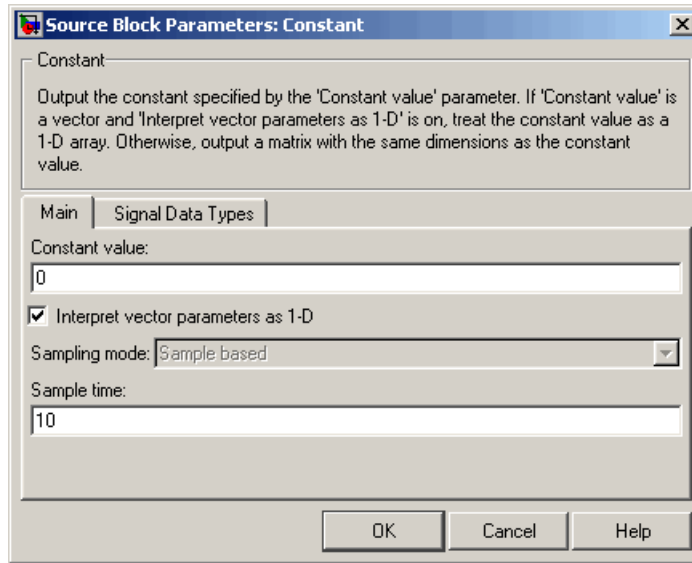 Source Block Parameters: Constant
Constant
Output the constant specified by the 'Constant value' parameter. If 'Constant value' is
a vector and 'Interpret vector parameters as 1-D' is on, treat the constant value as a
1-D array. Otherwise, output a matrix with the same dimensions as the constant
value.
Main Signal Data Types
Constant value:
0
Interpret vector parameters as 1-D
Sampling mode: Sample based
Sample time:
10
OK Cancel Help